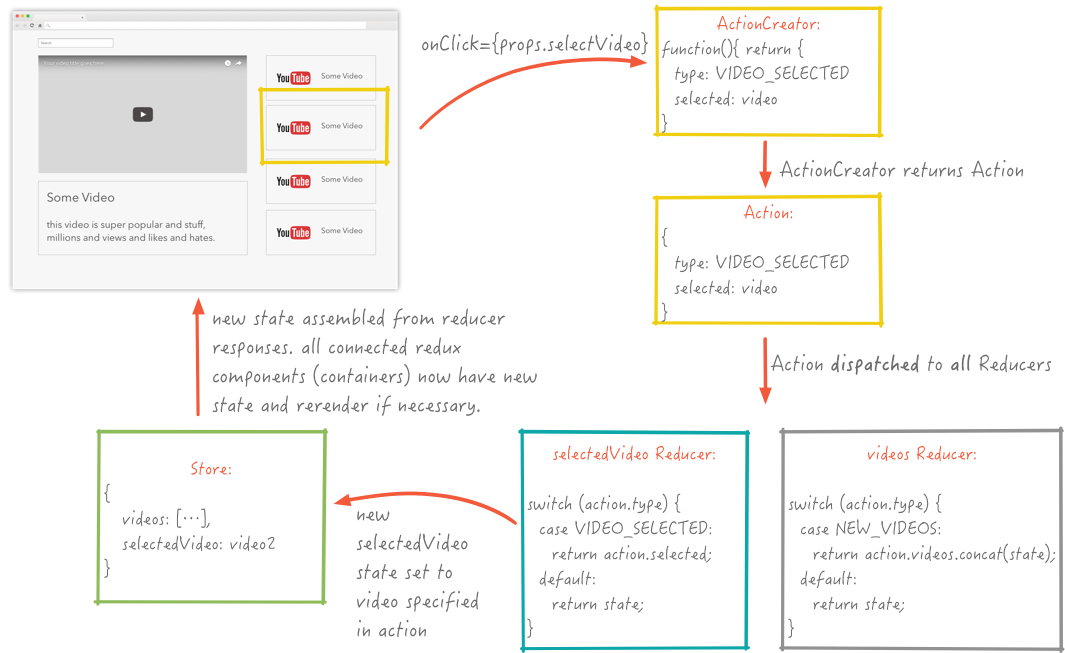 Search
Your video title goes here
YouTube
Some Video
YouTube
Some Video
YouTube
Some Video
YouTube
Some Video
Some Video
this video is super popular and stuff,
millions and views and likes and hates.
onClick={props.selectVideo}
ActionCreator:
function(){ return {
type: VIDEO_SELECTED
selected: video
}
ActionCreator returns Action
Action:
{
type: VIDEO_SELECTED
selected: video
}
Action dispatched to all Reducers
selectedVideo Reducer:
switch (action.type) {
case VIDEO_SELECTED:
return action.selected;
default:
return state;
}
videos Reducer:
switch (action.type) {
case NEW_VIDEOS:
return action.videos.concat(state);
default:
return state;
}
new
selectedVideo
state set to
video specified
in action
Store:
{
videos: [...],
selectedVideo: video2
}
new state assembled from reducer
responses. all connected redux
components (containers) now have new
state and rerender if necessary.